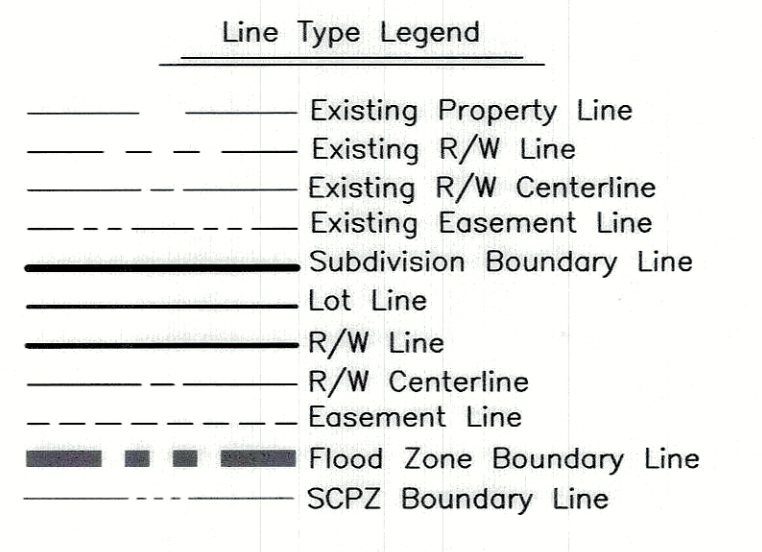 Line Type Legend
Existing Property Line
Existing R/W Line
Existing R/W Centerline
Existing Easement Line
Subdivision Boundary Line
Lot Line
R/W Line
R/W Centerline
Easement Line
Flood Zone Boundary Line
SCPZ Boundary Line